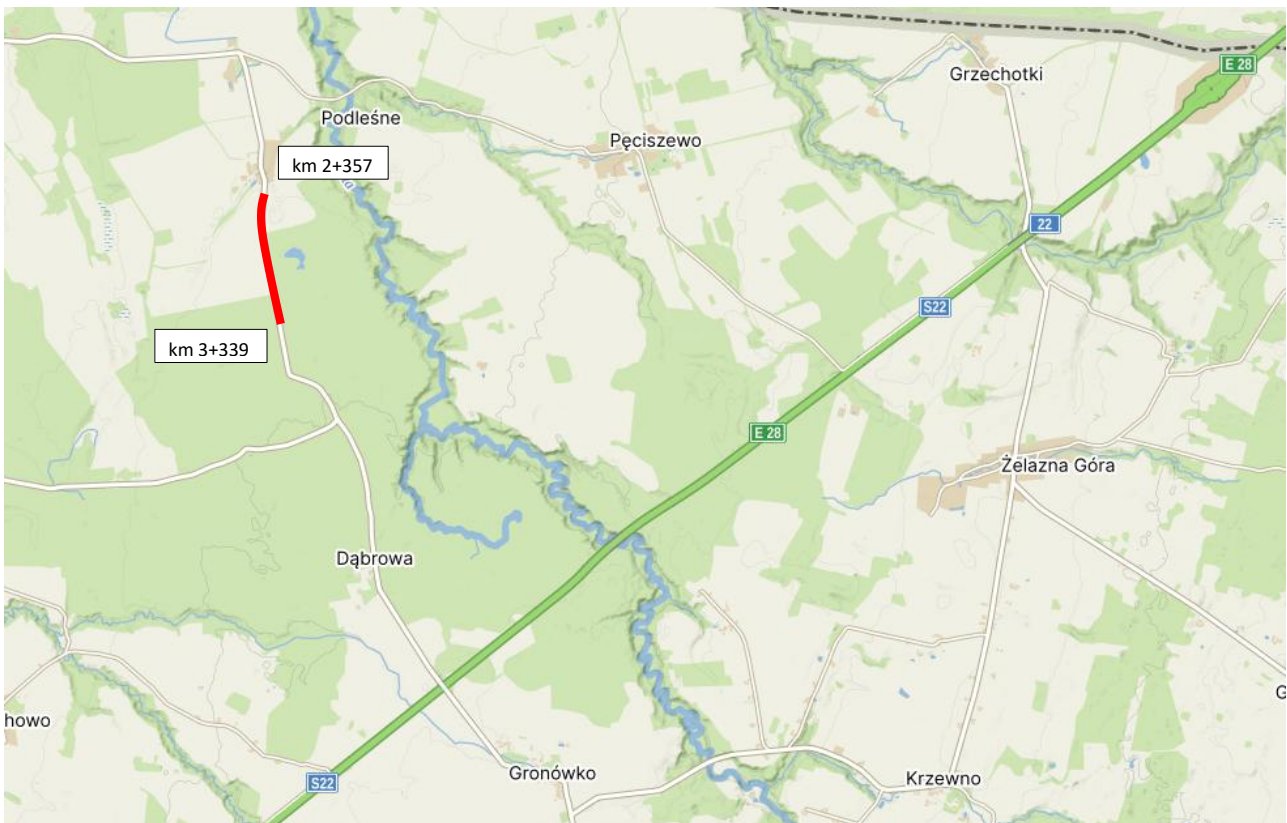 Grzechotki
E 28
Podleśne
Pęciszewo
km 2+357
22
S22
km 3+339
E 28
Żelazna Góra
Dąbrowa
G
howo
S22
Gronówko
Krzewno